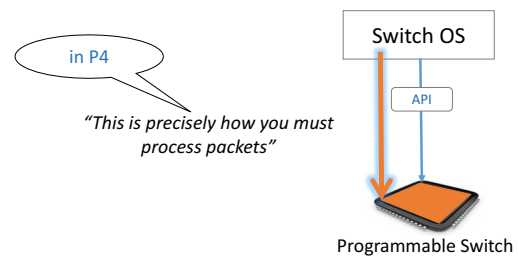 Switch OS
in P4
API
“This is precisely how you must
process packets”
Programmable Switch